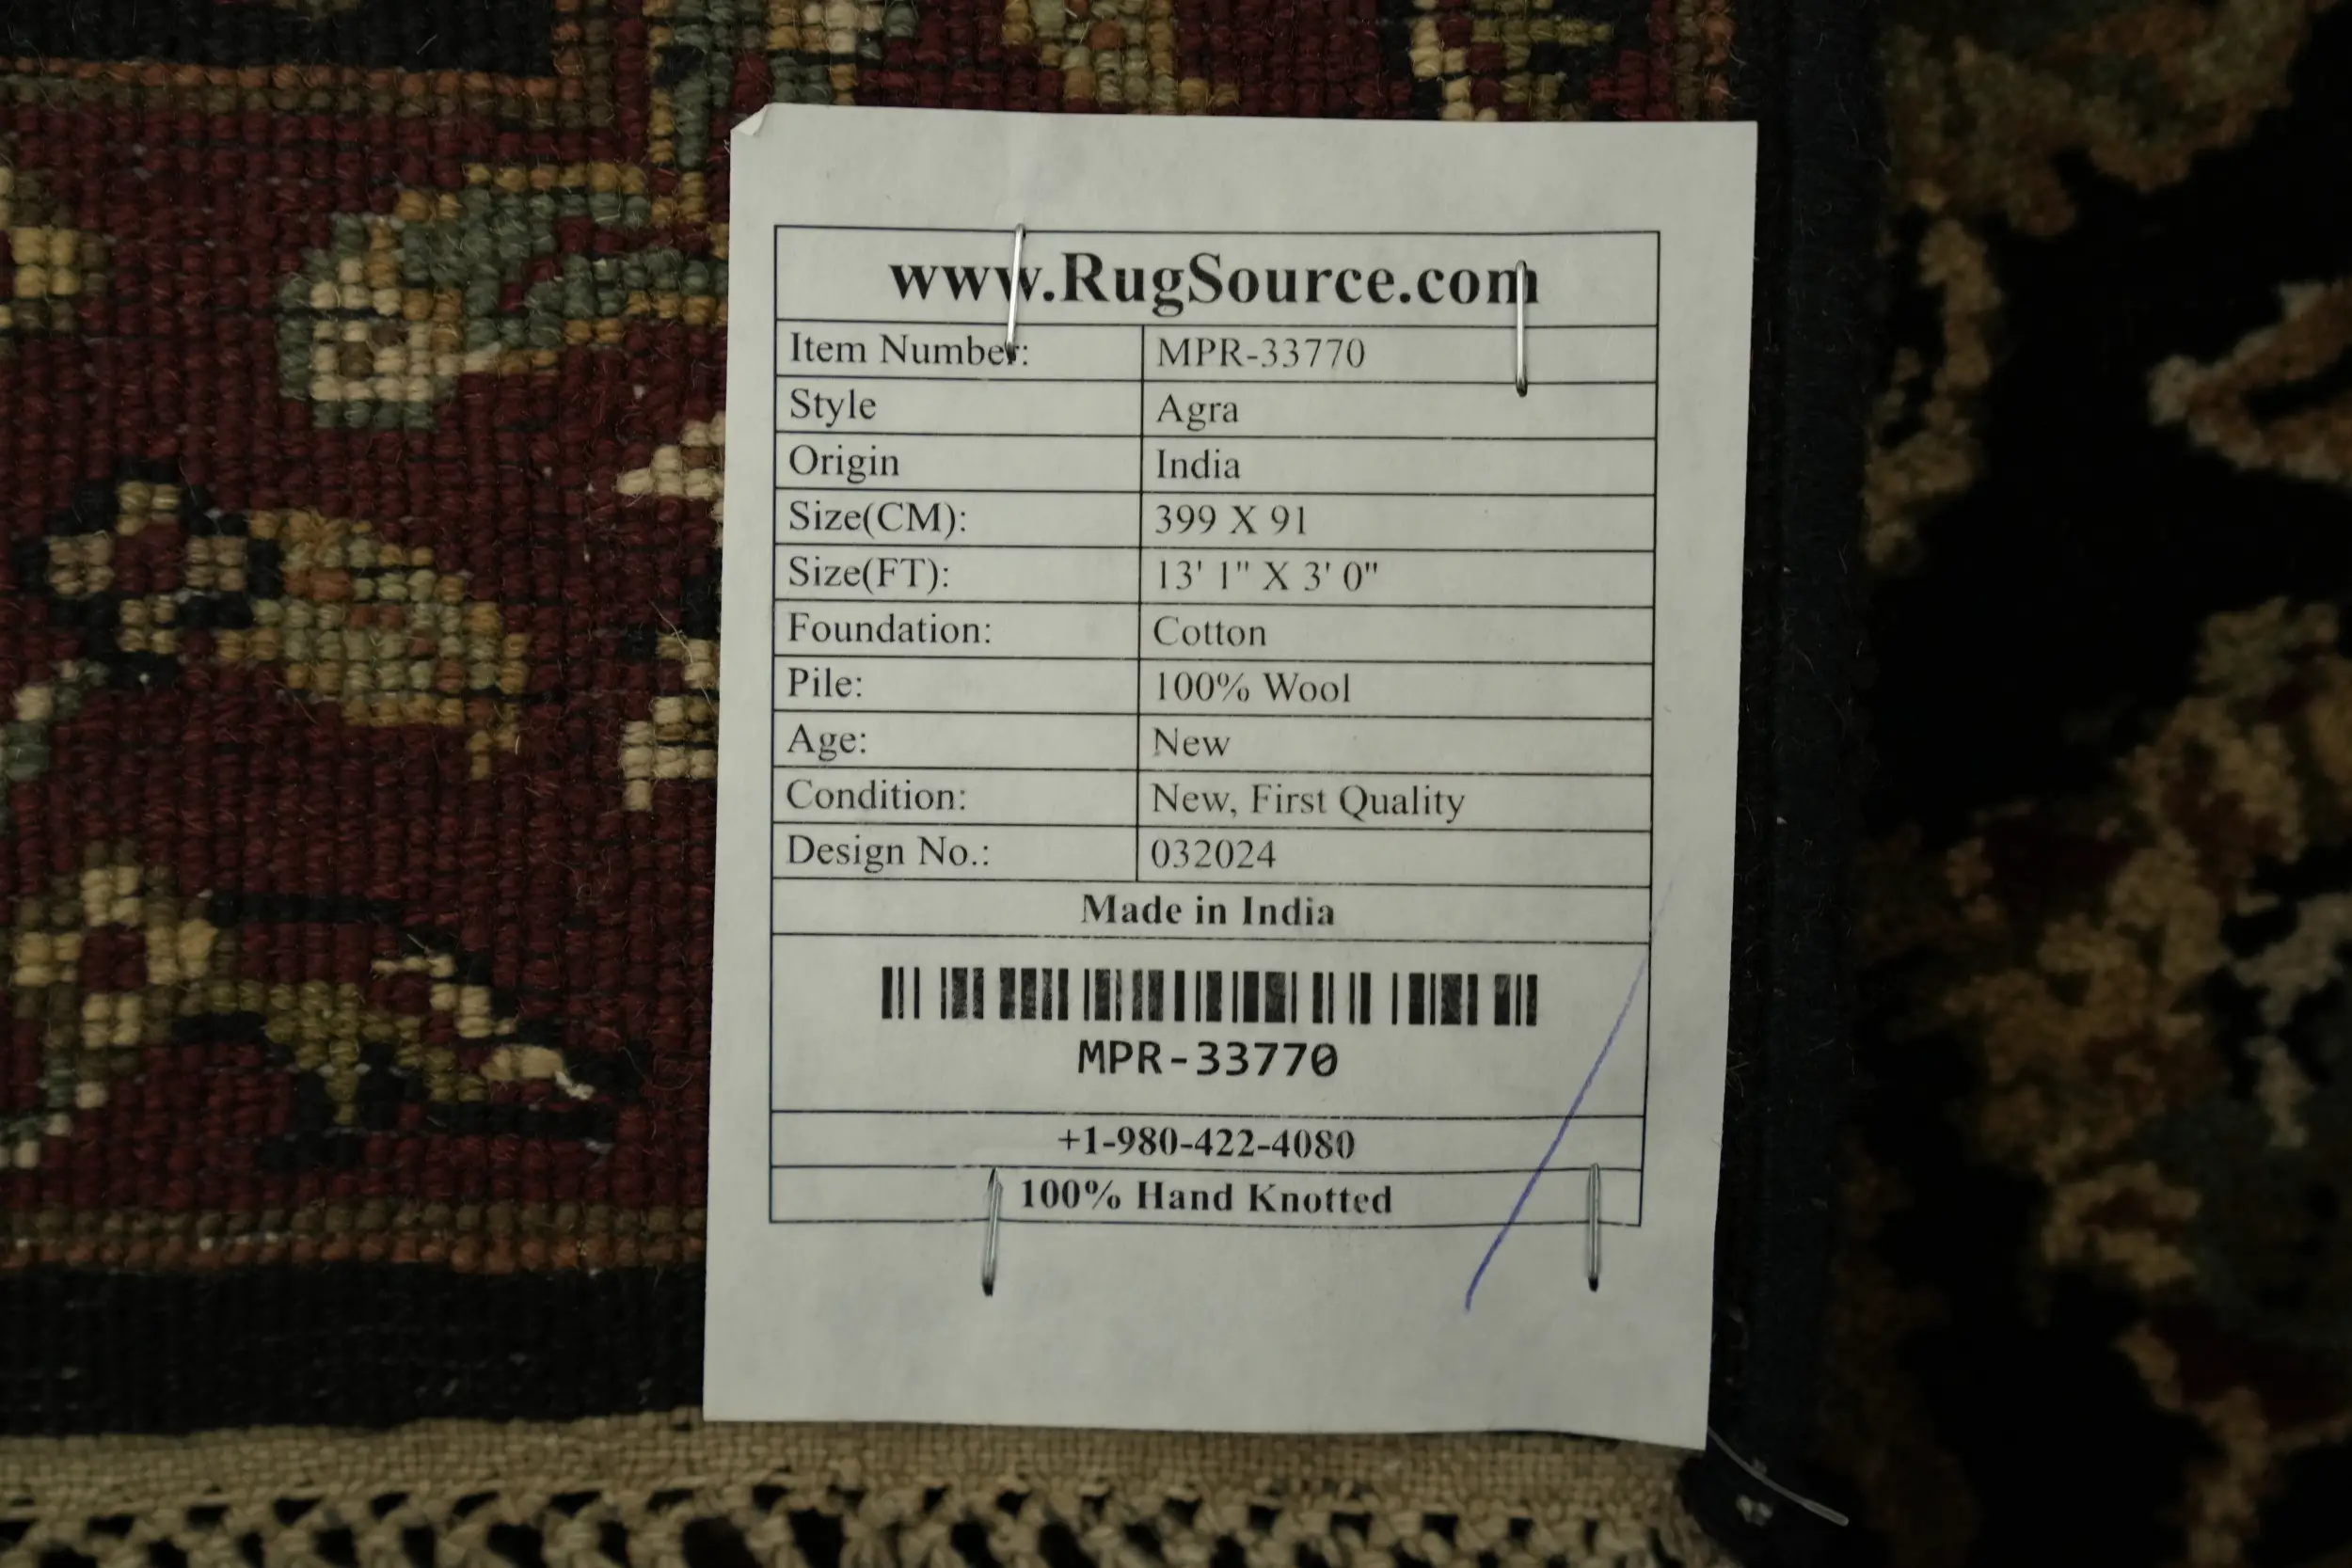 www.RugSource.com
Item Number: MPR-33770
Style Agra
Origin India
Size(CM): 399 X 91
Size(FT): 13' 1" X 3' 0"
Foundation: Cotton
Pile: 100% Wool
Age: New
Condition: New, First Quality
Design No.: 032024
Made in India
MPR-33770
+1-980-422-4080
100% Hand Knotted